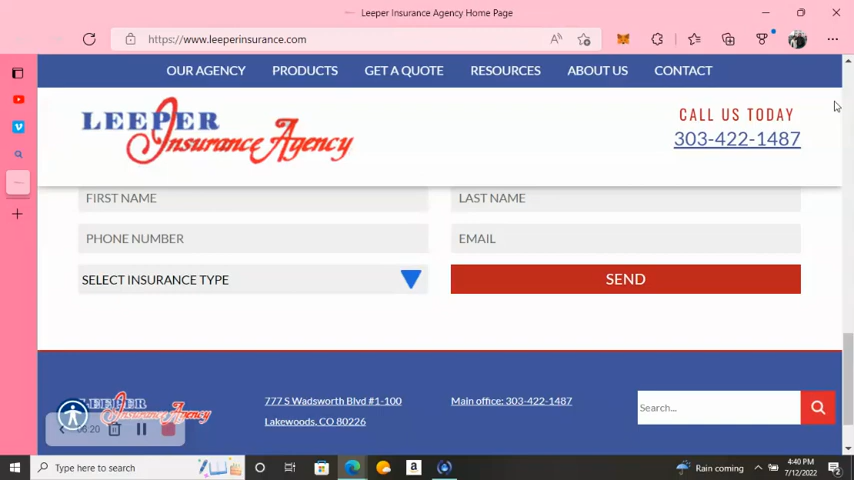 Leeper Insurance Agency Home Page
https://www.leeperinsurance.com
OUR AGENCY PRODUCTS GET A QUOTE RESOURCES ABOUT US CONTACT
LEEPER
Insurance Agency
CALL US TODAY
303-422-1487
FIRST NAME LAST NAME
PHONE NUMBER EMAIL
SELECT INSURANCE TYPE SEND
LEEPER
Insurance Agency
777 S Wadsworth Blvd #1-100
Lakewoods, CO 80226
Main office: 303-422-1487
Search...
Type here to search
Rain coming
4:40 PM
7/12/2022